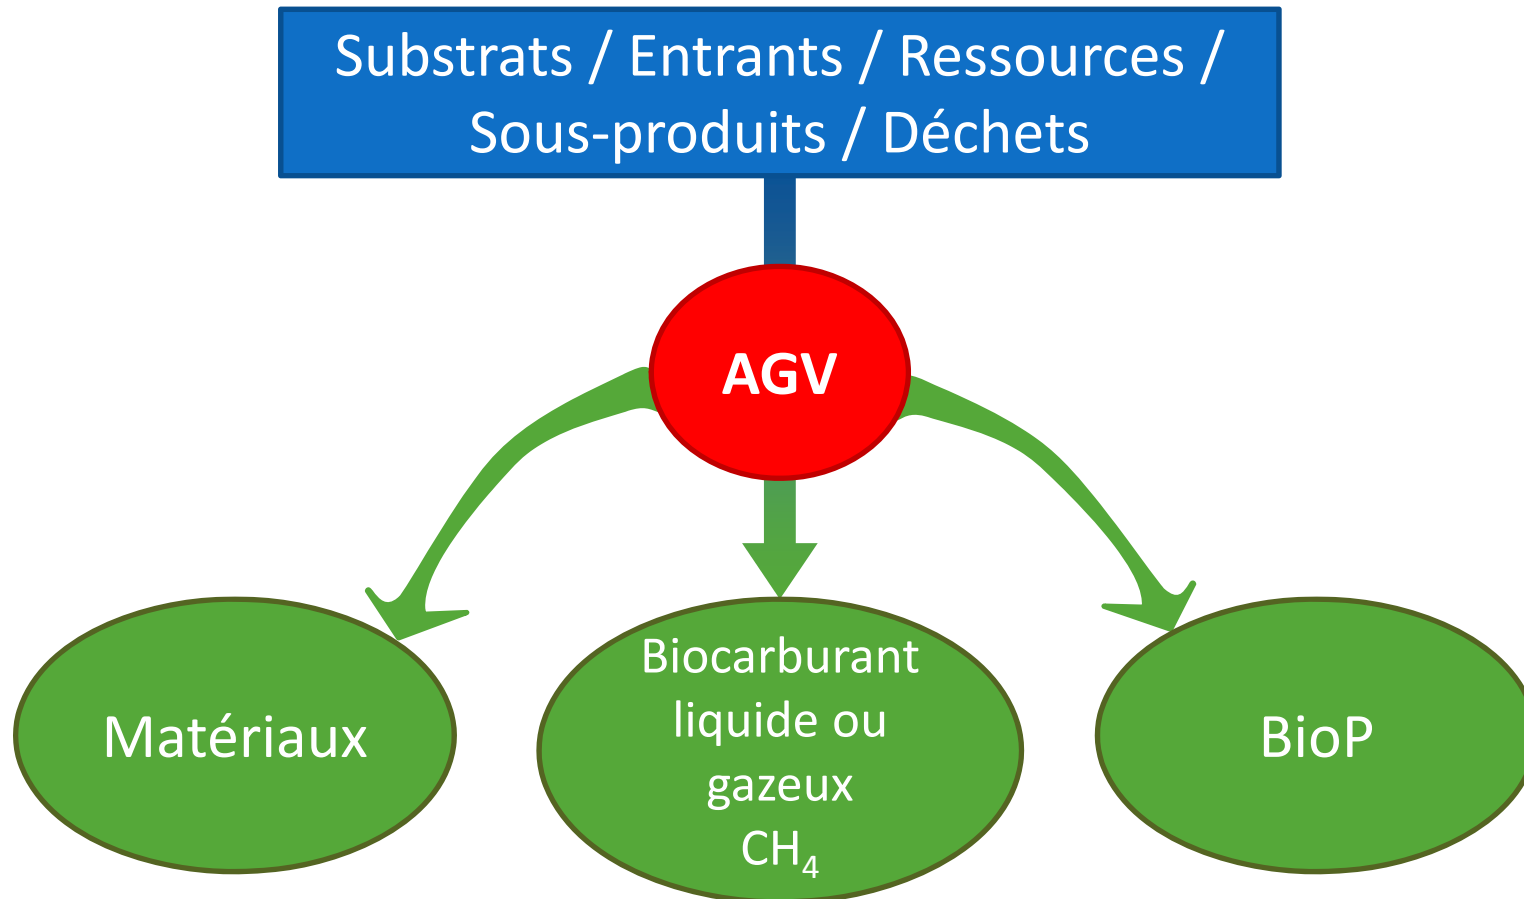 Substrats / Entrants / Ressources /
Sous-produits / Déchets
AGV
Matériaux
Biocarburant
liquide ou
gazeux
CH₄
BioP